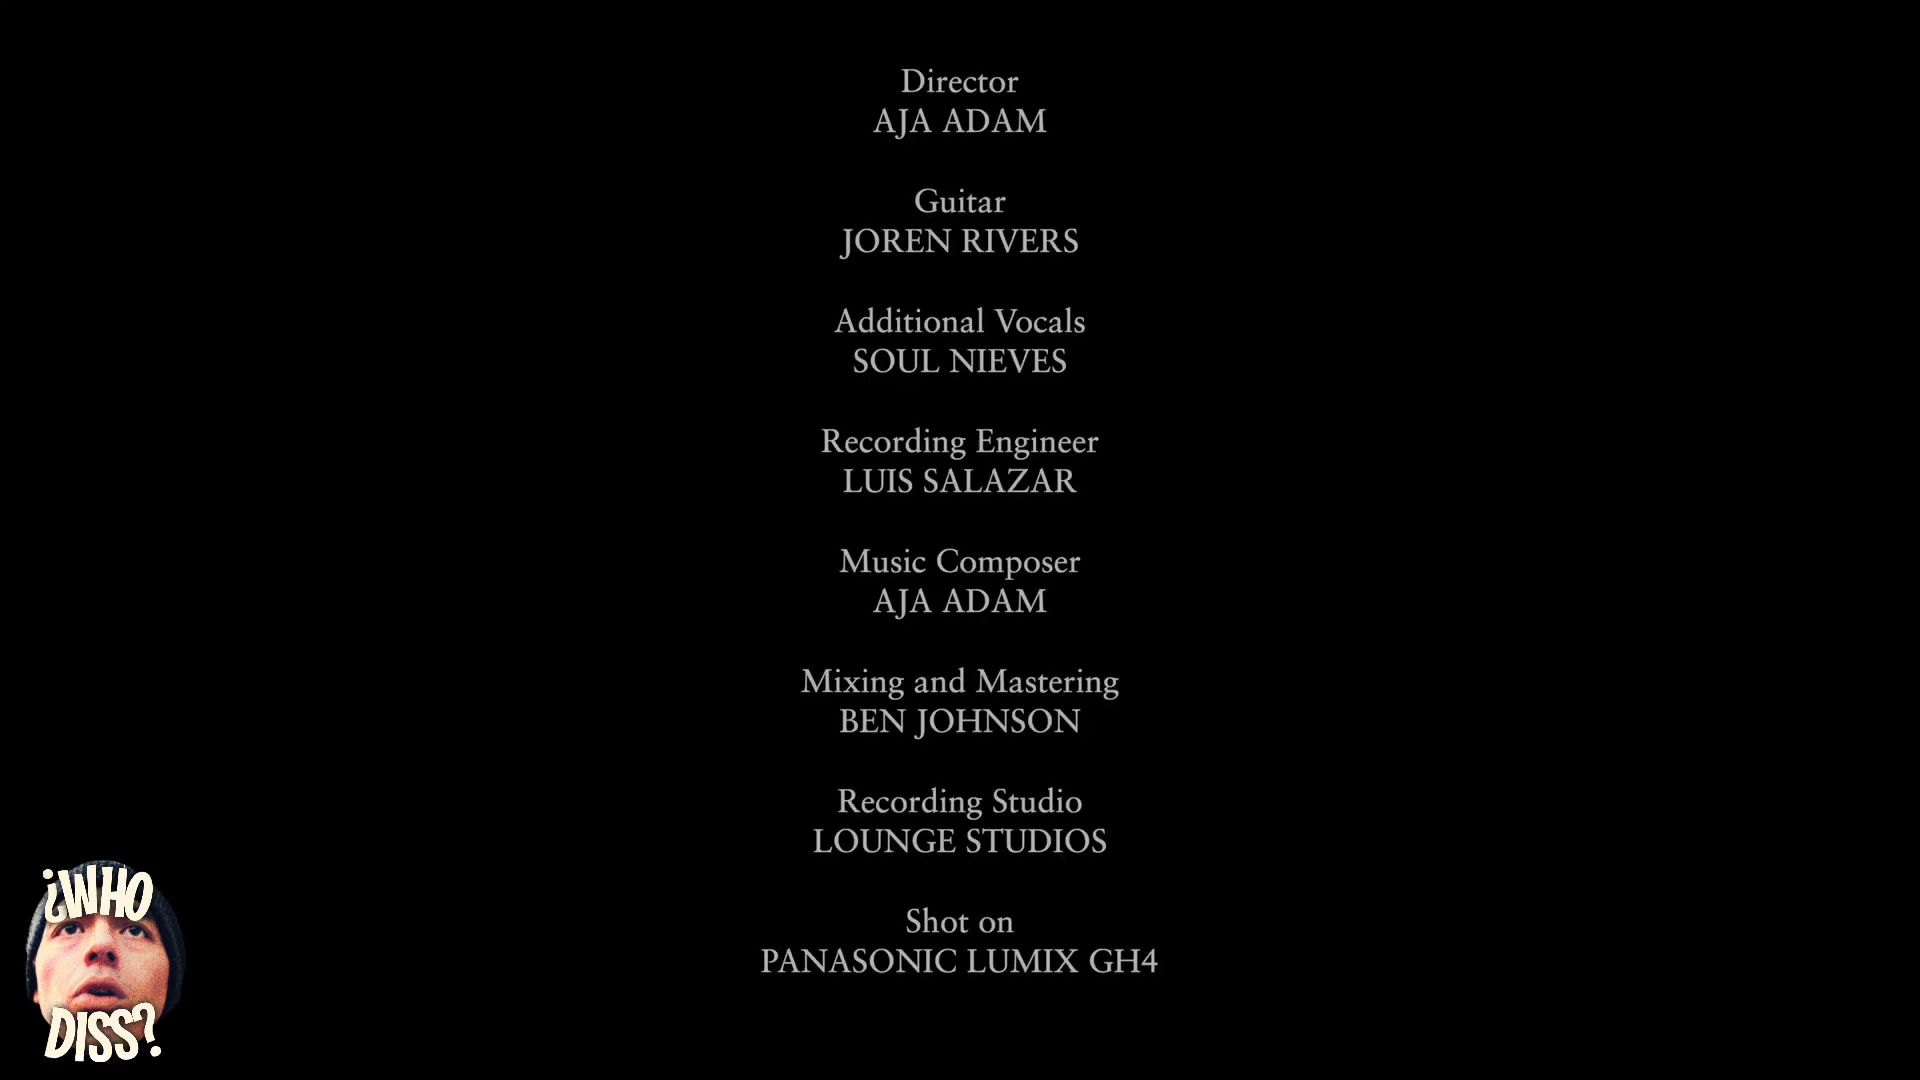 Director
AJA ADAM
Guitar
JOREN RIVERS
Additional Vocals
SOUL NIEVES
Recording Engineer
LUIS SALAZAR
Music Composer
AJA ADAM
Mixing and Mastering
BEN JOHNSON
Recording Studio
LOUNGE STUDIOS
Shot on
PANASONIC LUMIX GH4
¿WHO
DISS?